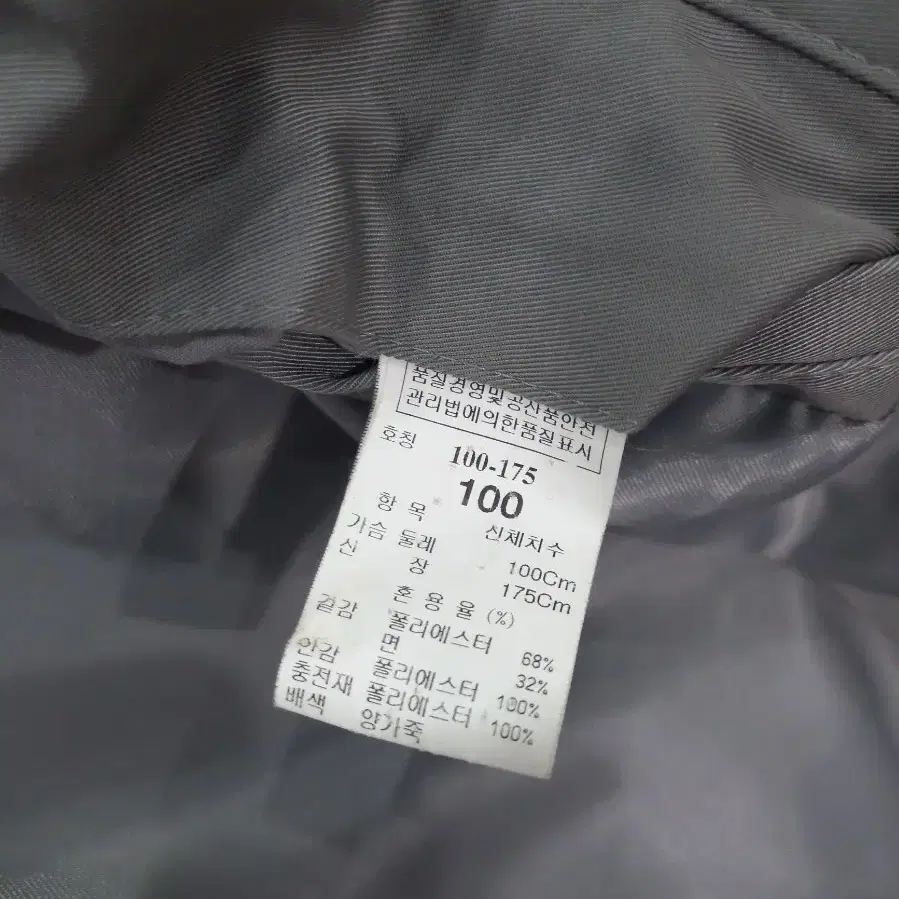 품질경영및공산품안전
관리법에의한품질표시
호칭 100-175
100
항 목 신체치수
가슴 둘레 100Cm
신 장 175Cm
혼 용 율 (%)
겉감 폴리에스터 68%
면 32%
안감 폴리에스터 100%
충전재 폴리에스터 100%
배색 양가죽